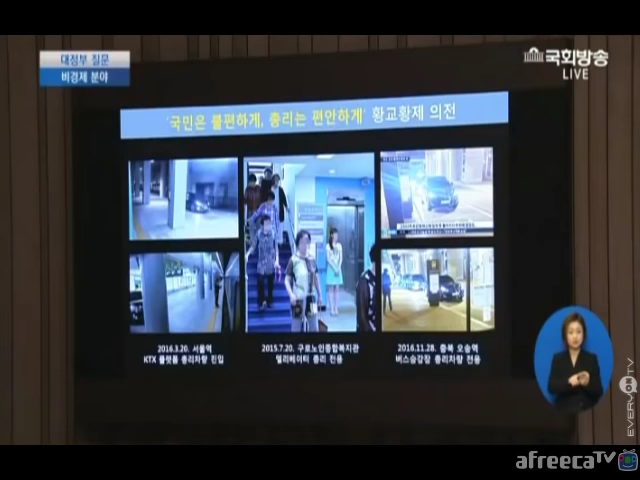 대정부 질문
비경제 분야
국회방송
LIVE
'국민은 불편하게, 총리는 편안하게' 황교황제 의전
2016.3.20. 서울역
KTX 플랫폼 총리차량 진입
2015.7.20. 구로노인종합복지관
엘리베이터 총리 전용
2016.11.28. 충북 오송역
버스승강장 총리차량 전용
EVERYON TV
afreecaTV